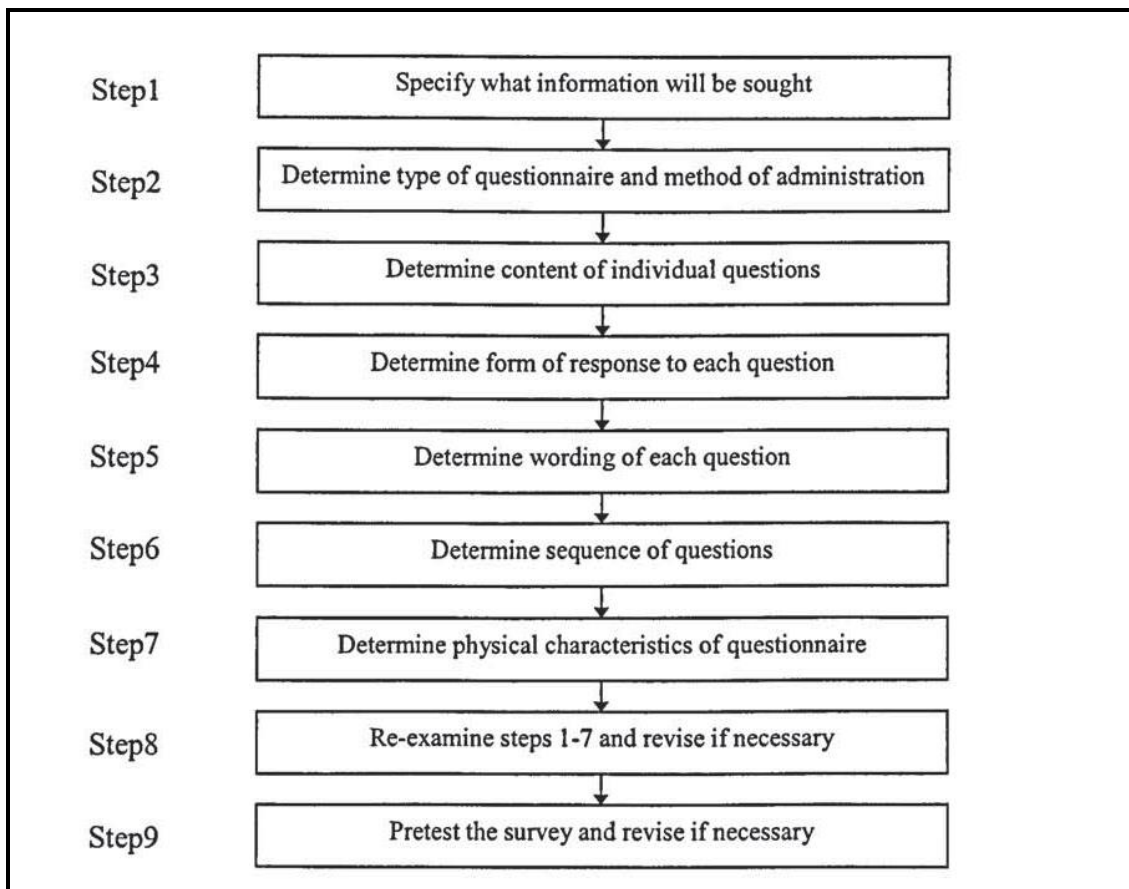 Step1 Specify what information will be sought
Step2 Determine type of questionnaire and method of administration
Step3 Determine content of individual questions
Step4 Determine form of response to each question
Step5 Determine wording of each question
Step6 Determine sequence of questions
Step7 Determine physical characteristics of questionnaire
Step8 Re-examine steps 1-7 and revise if necessary
Step9 Pretest the survey and revise if necessary